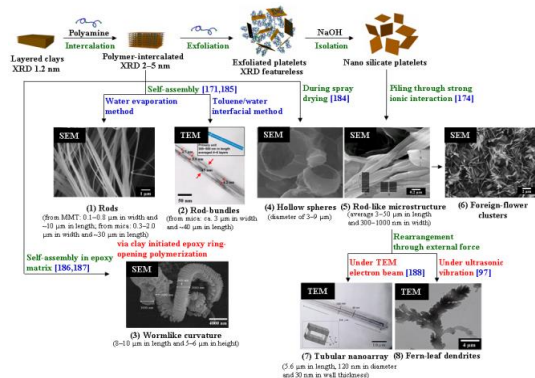 Polyamine
Intercalation
Exfoliation
NaOH
Isolation
Layered clays
XRD 1.2 nm
Polymer-intercalated
XRD 2–5 nm
Exfoliated platelets
XRD featureless
Nano silicate platelets
Self-assembly [171,185]
Water evaporation
method
Toluene/water
interfacial method
During spray
drying [184]
Piling through strong
ionic interaction [174]
SEM
TEM
SEM
SEM
SEM
1 µm
50 nm
(1) Rods
(from MMT: 0.1–0.8 µm in width and
~10 µm in length; from mica: 0.3–2.0
µm in width and ~30 µm in length)
(2) Rod-bundles
(from mica: ca. 3 µm in width
and ~40 µm in length)
(4) Hollow spheres
(diameter of 3–9 µm)
(5) Rod-like microstructure
(average 3–50 µm in length
and 300–1000 nm in width)
(6) Foreign-flower
clusters
via clay initiated epoxy ring-
opening polymerization
Self-assembly in epoxy
matrix [186,187]
SEM
(3) Wormlike curvature
(8–10 µm in length and 5–6 µm in height)
Rearrangement
through external force
Under TEM
electron beam [188]
Under ultrasonic
vibration [97]
TEM
TEM
4 µm
(7) Tubular nanoarray
(5.6 µm in length, 120 nm in diameter
and 30 nm in wall thickness)
(8) Fern-leaf dendrites